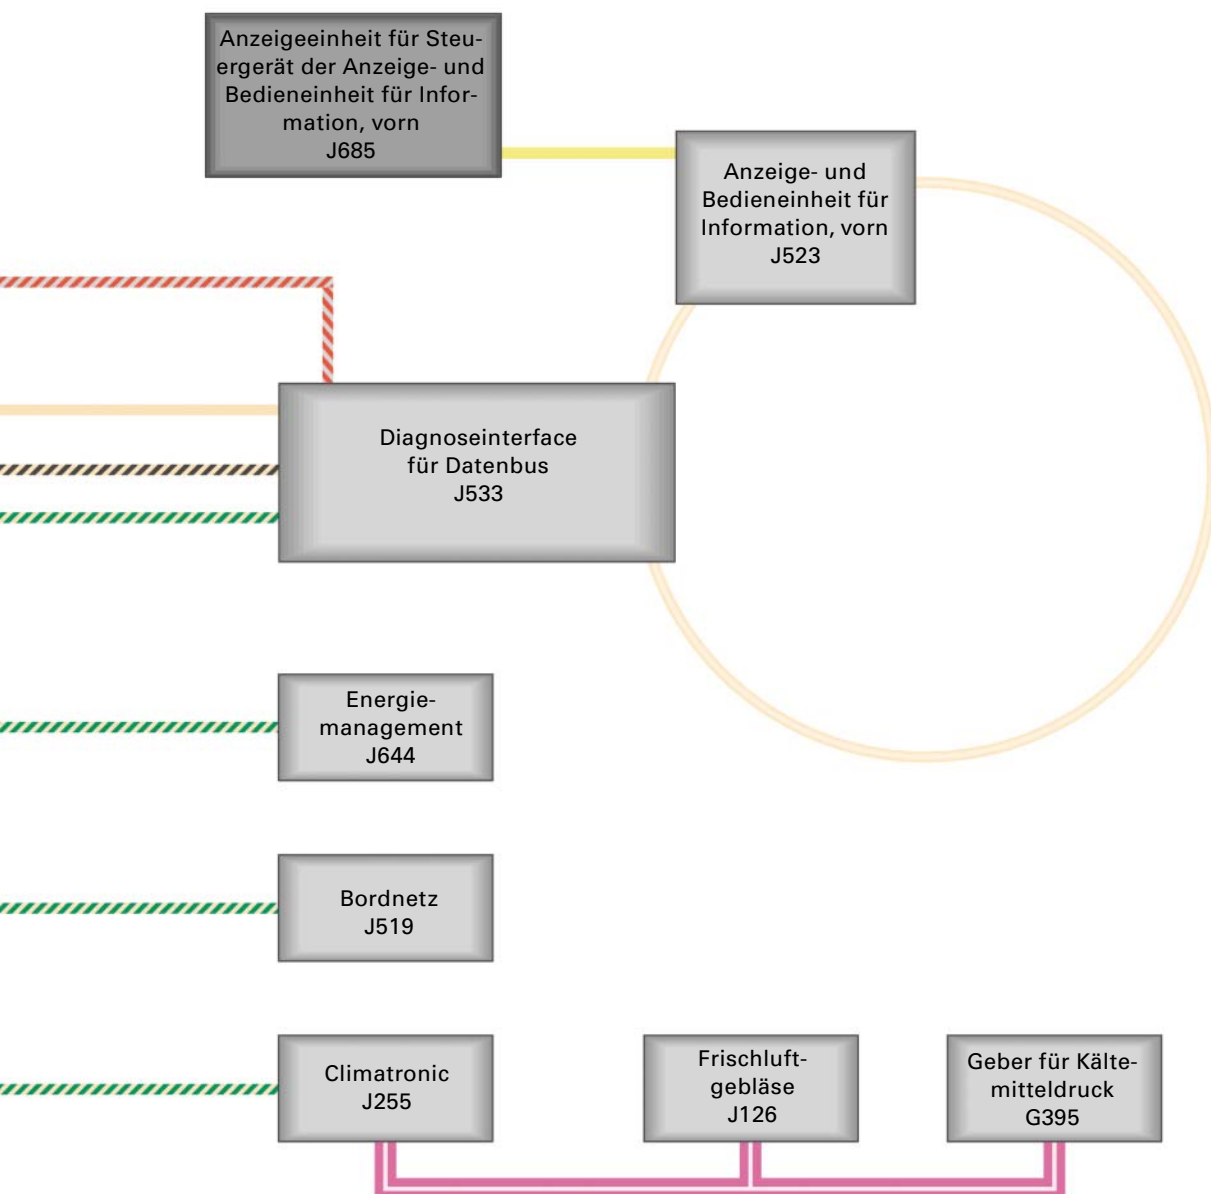 Anzeigeeinheit für Steu-
ergerät der Anzeige- und
Bedieneinheit für Infor-
mation, vorn
J685
Anzeige- und
Bedieneinheit für
Information, vorn
J523
Diagnoseinterface
für Datenbus
J533
Energie-
management
J644
Bordnetz
J519
Climatronic
J255
Frischluft-
gebläse
J126
Geber für Kälte-
mitteldruck
G395